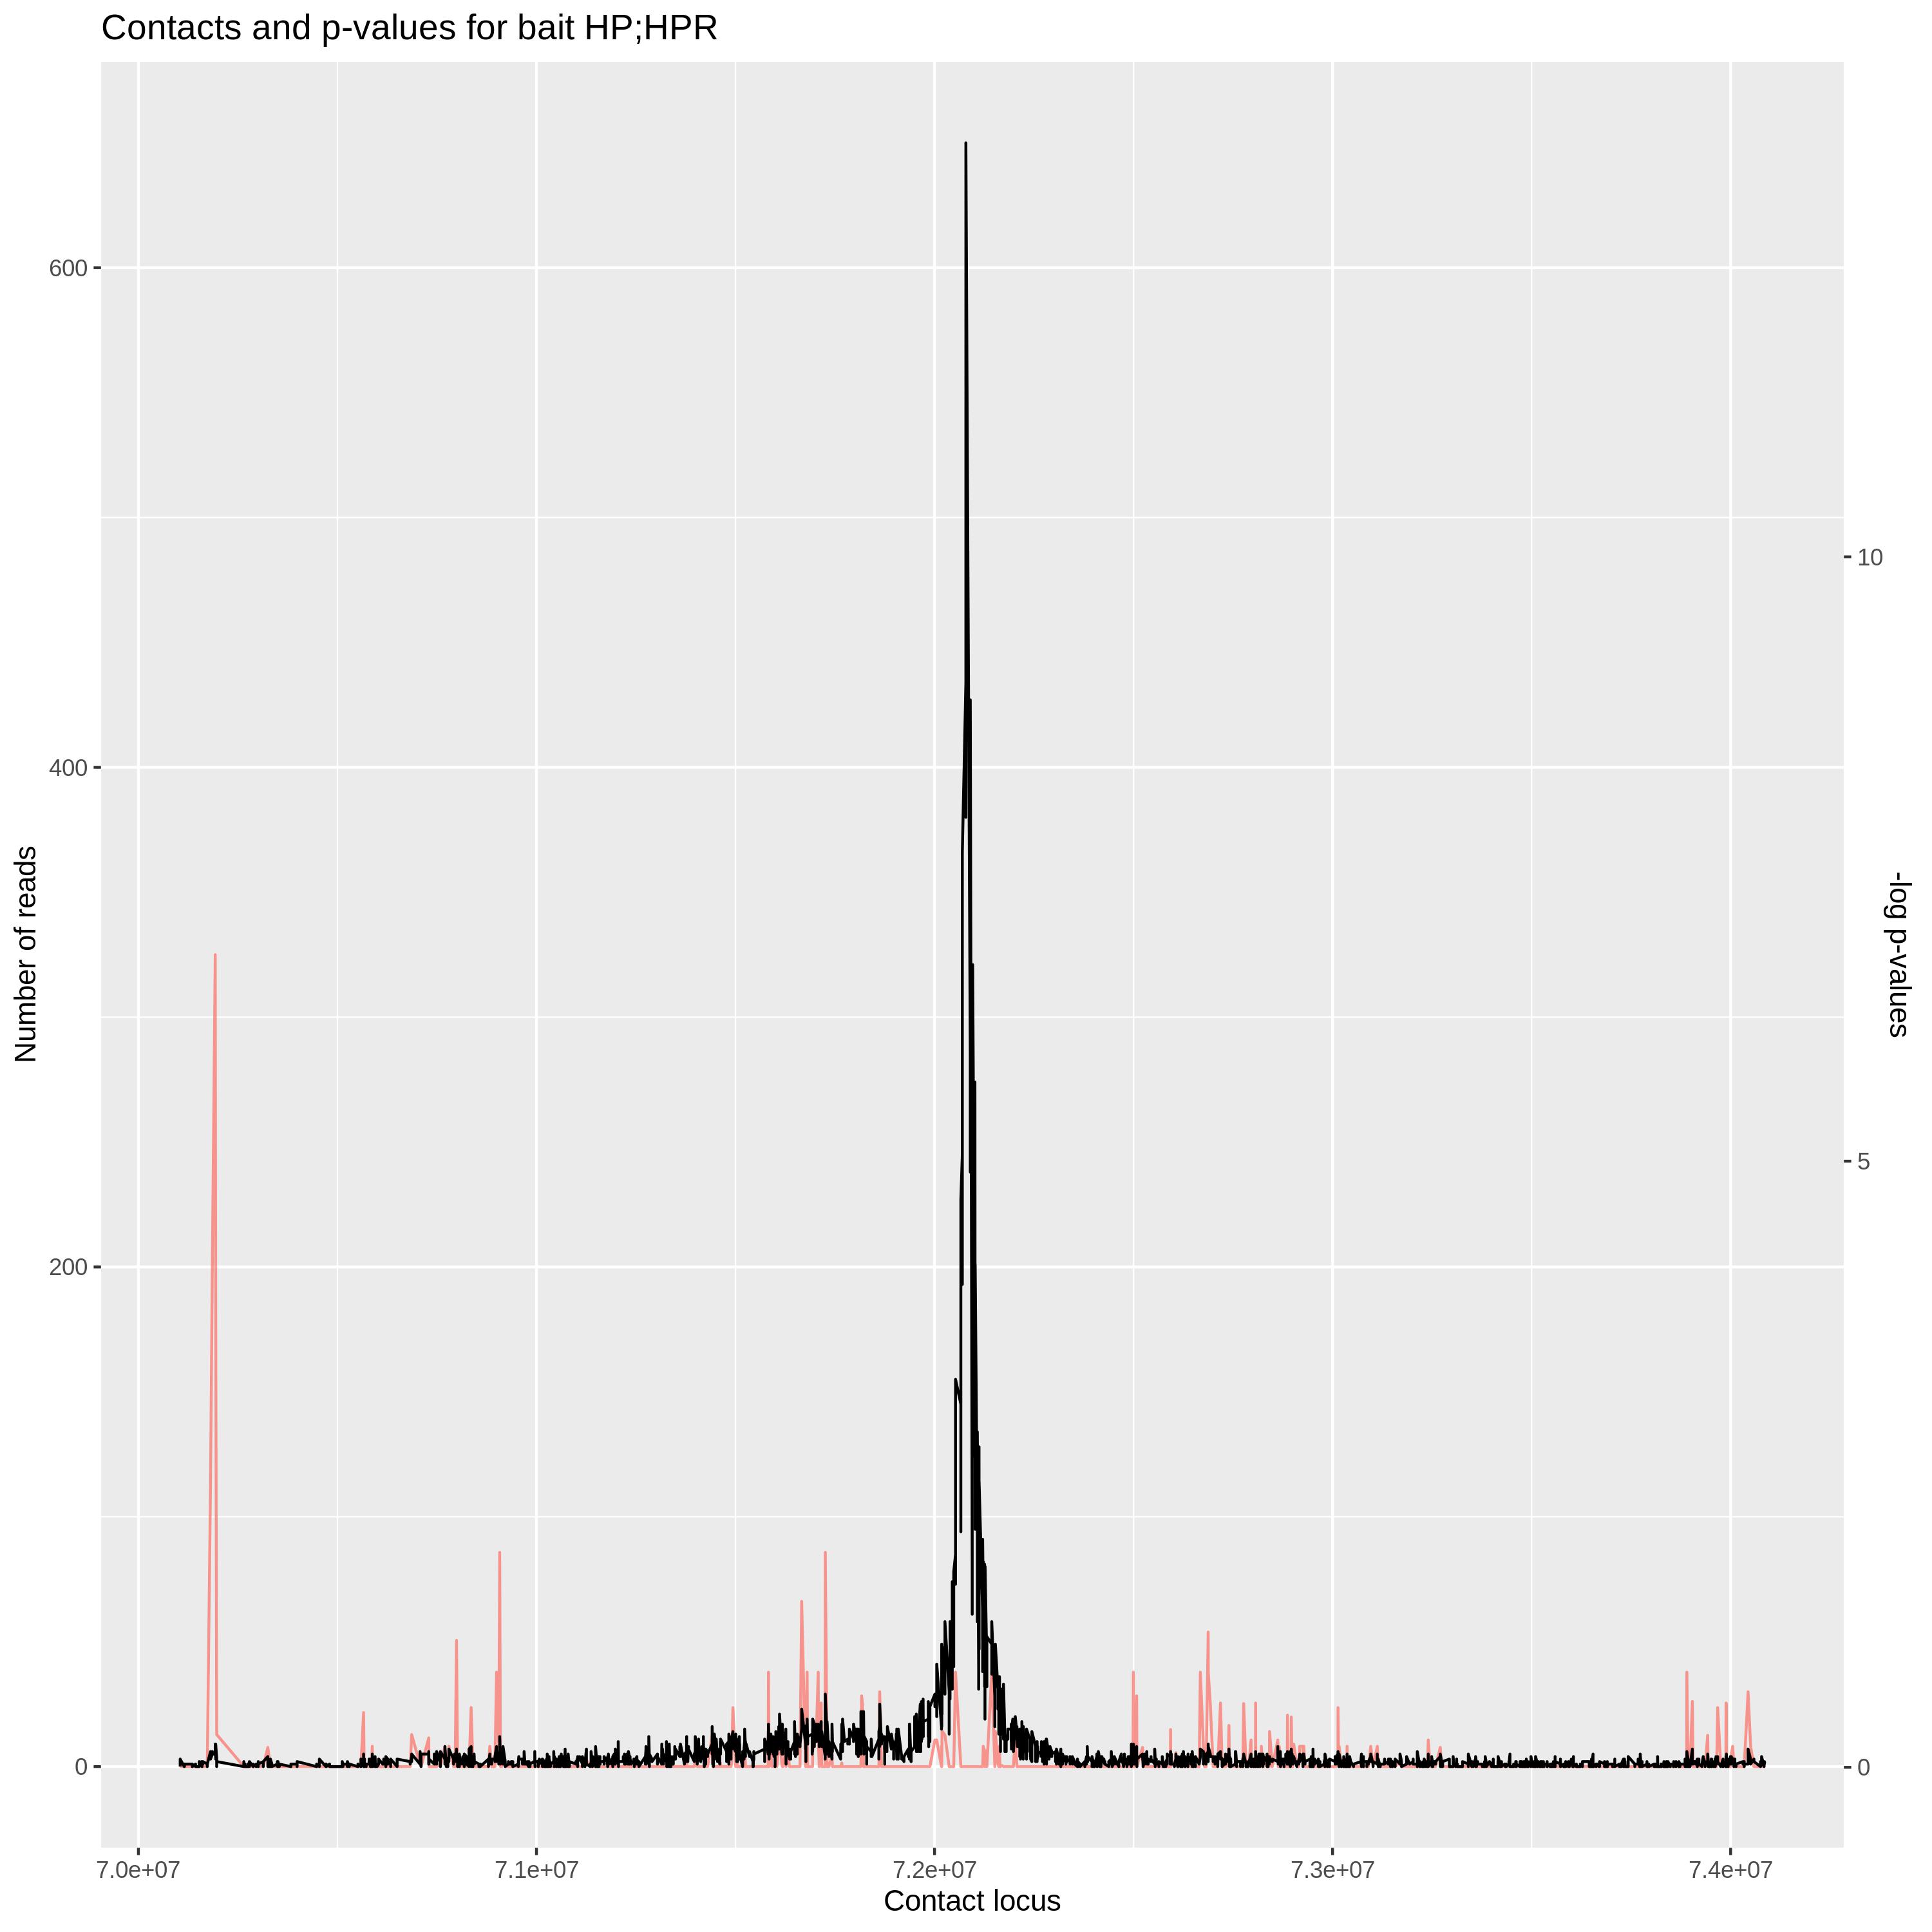 Contacts and p-values for bait HP;HPR
Number of reads
600
400
200
0
10
5
0
-log p-values
7.0e+07
7.1e+07
7.2e+07
7.3e+07
7.4e+07
Contact locus